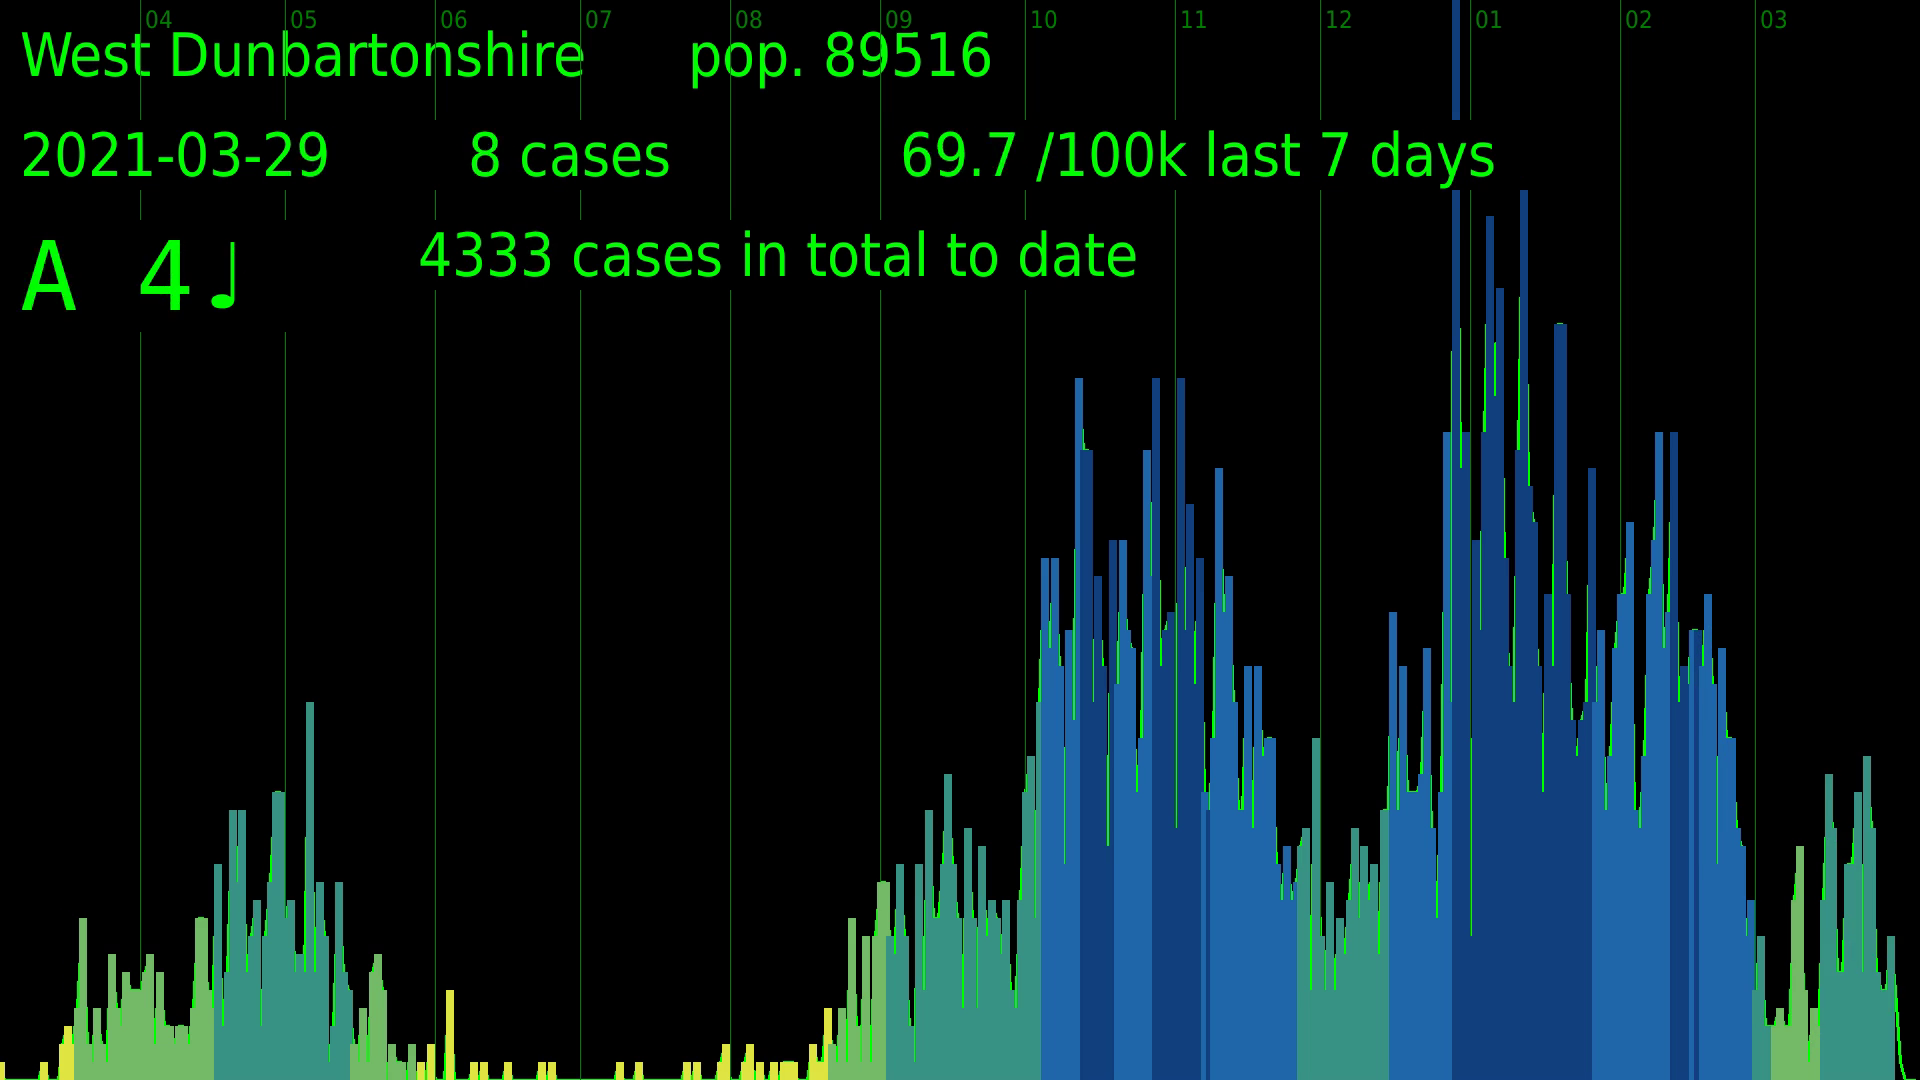 04 05 06 07 08 09 10 11 12 01 02 03
West Dunbartonshire pop. 89516
2021-03-29 8 cases 69.7 /100k last 7 days
A 4♩ 4333 cases in total to date